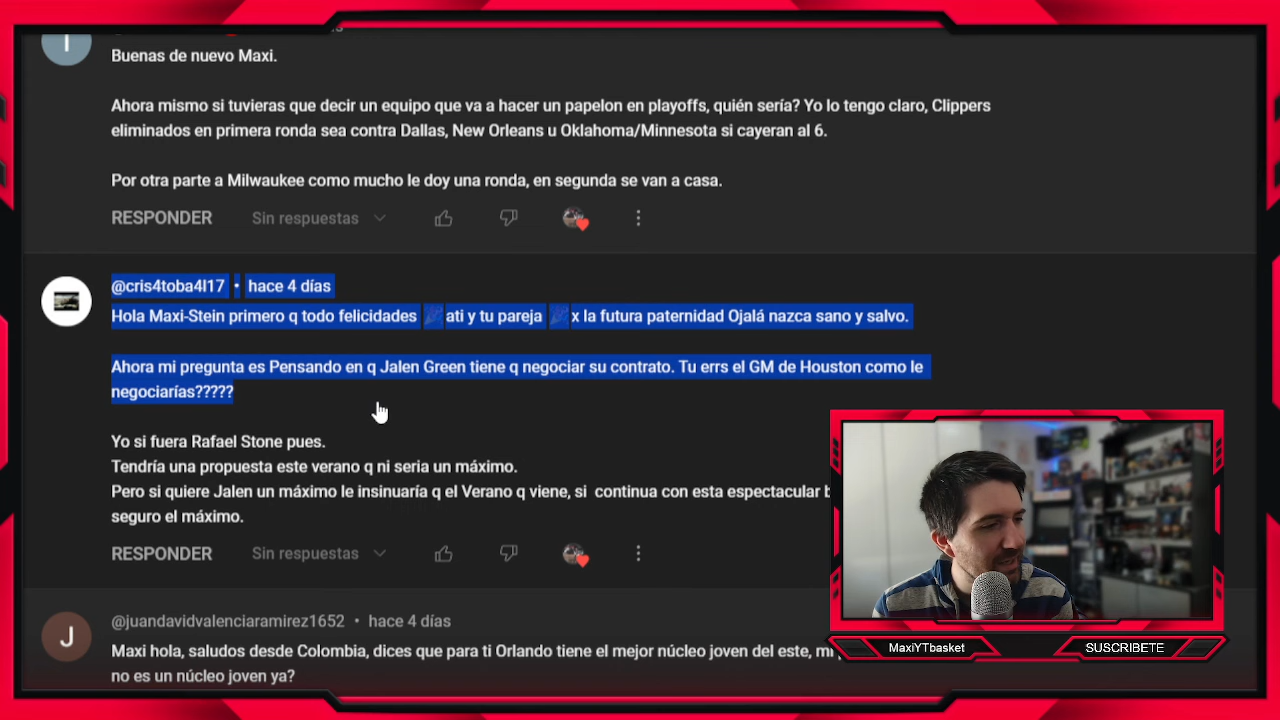 Buenas de nuevo Maxi.
Ahora mismo si tuvieras que decir un equipo que va a hacer un papelon en playoffs, quién sería? Yo lo tengo claro, Clippers
eliminados en primera ronda sea contra Dallas, New Orleans u Oklahoma/Minnesota si cayeran al 6.
Por otra parte a Milwaukee como mucho le doy una ronda, en segunda se van a casa.
RESPONDER Sin respuestas
@cris4toba4l17 • hace 4 días
Hola Maxi-Stein primero q todo felicidades 🎉ati y tu pareja 🎉x la futura paternidad Ojalá nazca sano y salvo.
Ahora mi pregunta es Pensando en q Jalen Green tiene q negociar su contrato. Tu errs el GM de Houston como le
negociarías?????
Yo si fuera Rafael Stone pues.
Tendría una propuesta este verano q ni seria un máximo.
Pero si quiere Jalen un máximo le insinuaría q el Verano q viene, si continua con esta espectacular
seguro el máximo.
RESPONDER Sin respuestas
@juandavidvalenciaramirez1652 • hace 4 días
J
Maxi hola, saludos desde Colombia, dices que para ti Orlando tiene el mejor núcleo joven del este,
no es un núcleo joven ya?
MaxiYTbasket
SUSCRIBETE